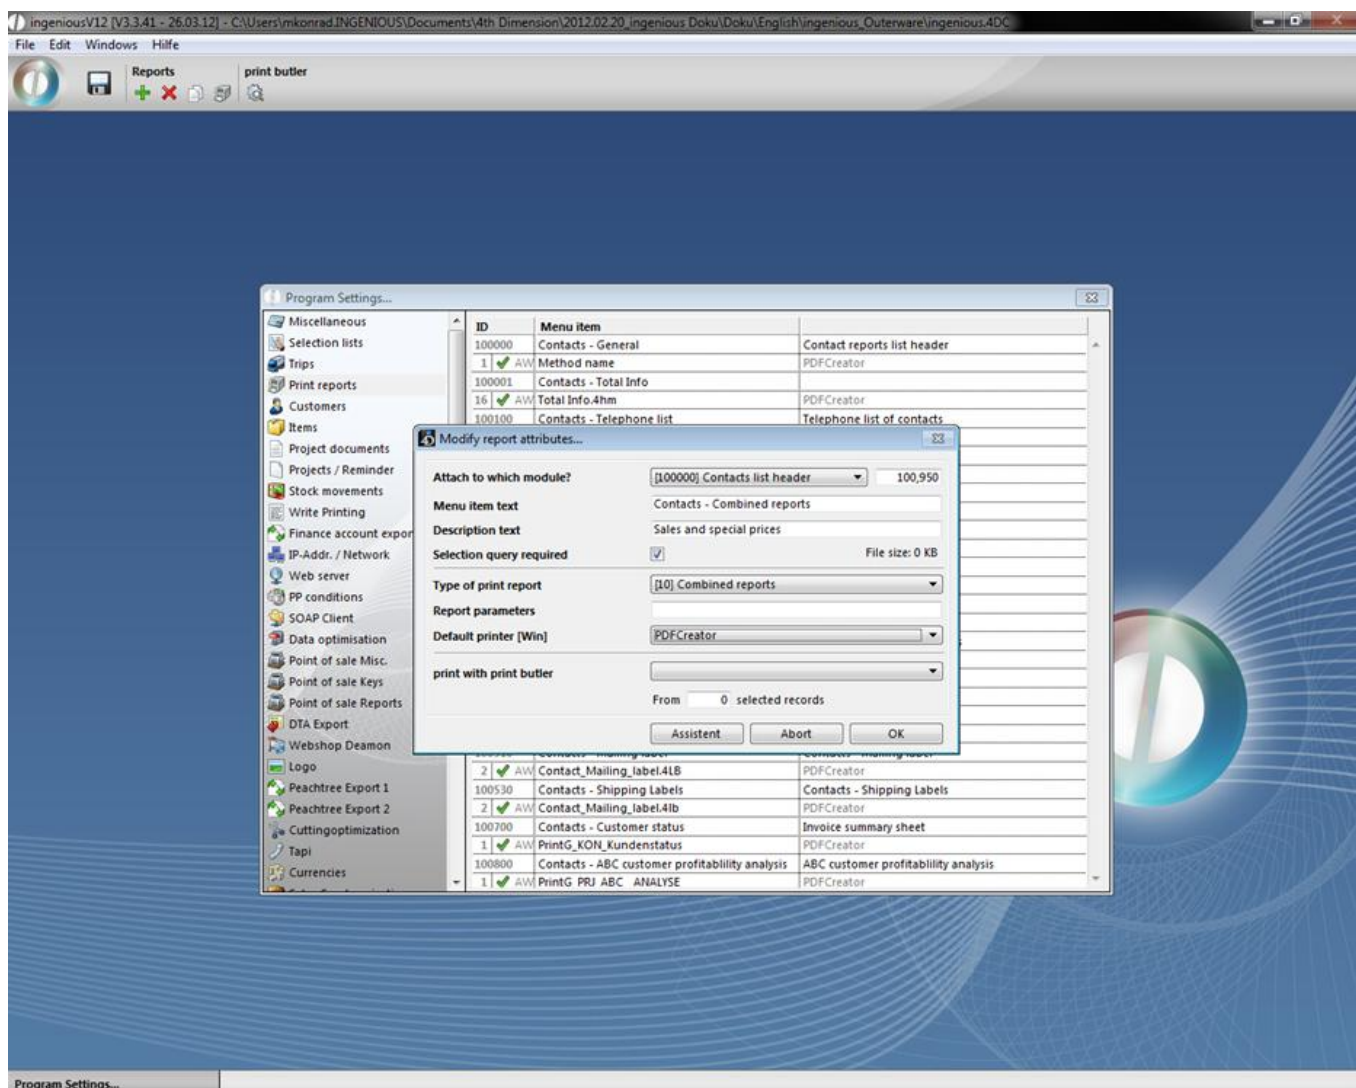 ingeniousV12 [V3.3.41 - 26.03.12] - C:\Users\mkonrad.INGENIOUS\Documents\4th Dimension\2012.02.20_ingenious Doku\Doku\English\ingenious_Outerware\ingenious.4DC
File Edit Windows Hilfe
Reports print butler
Program Settings...
Miscellaneous
Selection lists
Trips
Print reports
Customers
Items
Project documents
Projects / Reminder
Stock movements
Write Printing
Finance account expor
IP-Addr. / Network
Web server
PP conditions
SOAP Client
Data optimisation
Point of sale Misc.
Point of sale Keys
Point of sale Reports
DTA Export
Webshop Deamon
Logo
Peachtree Export 1
Peachtree Export 2
Cuttingoptimization
Tapi
Currencies
ID Menu item
100000 Contacts - General Contact reports list header
1 AW Method name PDFCreator
100001 Contacts - Total Info
16 AW Total Info.4hm PDFCreator
100100 Contacts - Telephone list Telephone list of contacts
Modify report attributes...
Attach to which module? [100000] Contacts list header 100,950
Menu item text Contacts - Combined reports
Description text Sales and special prices
Selection query required File size: 0 KB
Type of print report [10] Combined reports
Report parameters
Default printer [Win] PDFCreator
print with print butler
From 0 selected records
Assistent Abort OK
2 AW Contact_Mailing_label.4LB PDFCreator
100530 Contacts - Shipping Labels Contacts - Shipping Labels
2 AW Contact_Mailing_label.4lb PDFCreator
100700 Contacts - Customer status Invoice summary sheet
1 AW PrintG_KON_Kundenstatus PDFCreator
100800 Contacts - ABC customer profitablility analysis ABC customer profitablility analysis
1 AW PrintG_PRJ_ABC_ANALYSE PDFCreator
Program Settings...